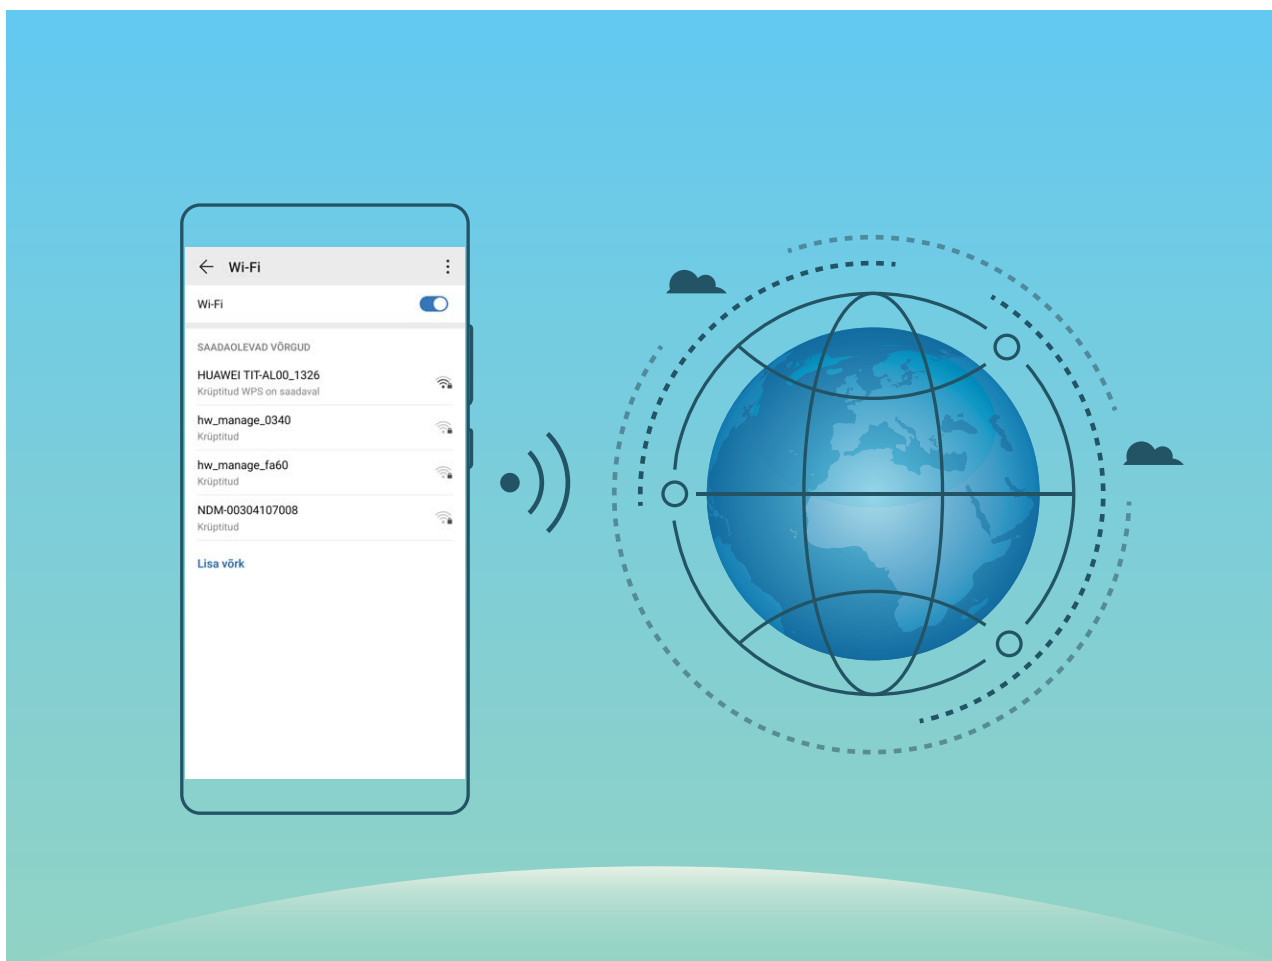 Wi-Fi
Wi-Fi
SAADAOLEVAD VÕRGUD
HUAWEI TIT-AL00_1326
Krüptitud WPS on saadaval
hw_manage_0340
Krüptitud
hw_manage_fa60
Krüptitud
NDM-00304107008
Krüptitud
Lisa võrk